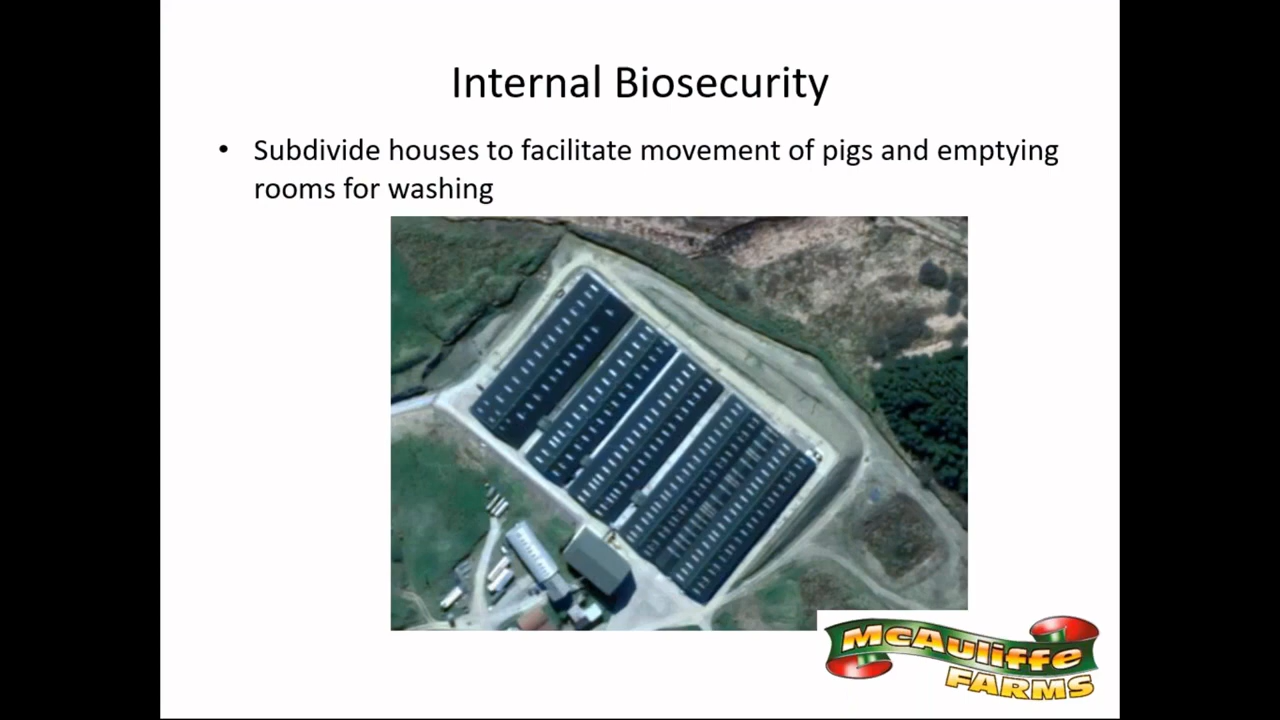 Internal Biosecurity
• Subdivide houses to facilitate movement of pigs and emptying
rooms for washing
McAuliffe
FARMS